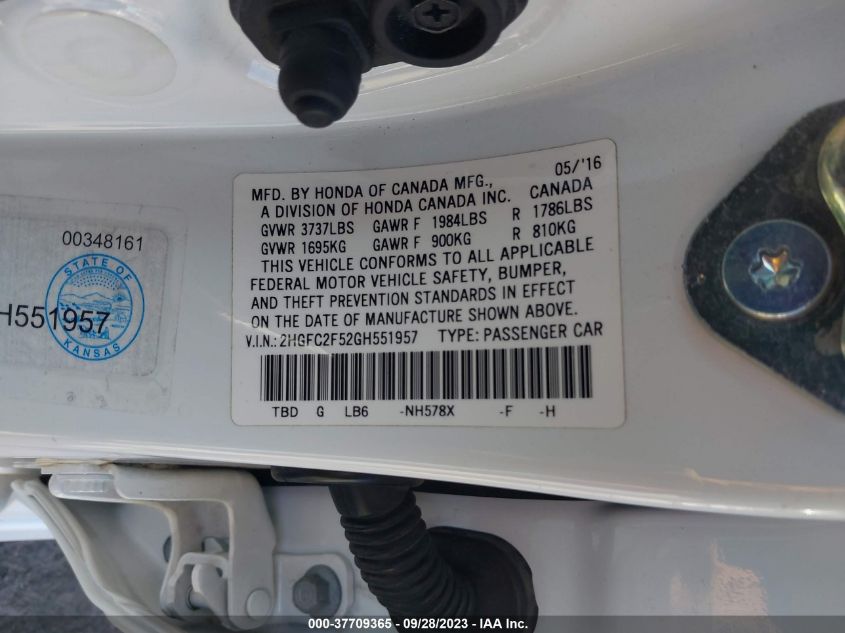 05/'16
MFD. BY HONDA OF CANADA MFG.,
A DIVISION OF HONDA CANADA INC. CANADA
GVWR 3737LBS GAWR F 1984LBS R 1786LBS
GVWR 1695KG GAWR F 900KG R 810KG
THIS VEHICLE CONFORMS TO ALL APPLICABLE
FEDERAL MOTOR VEHICLE SAFETY, BUMPER,
AND THEFT PREVENTION STANDARDS IN EFFECT
ON THE DATE OF MANUFACTURE SHOWN ABOVE.
V.I.N.: 2HGFC2F52GH551957 TYPE: PASSENGER CAR
TBD G LB6 -NH578X -F -H
00348161
STATE OF
H551957
KANSAS
000-37709365 - 09/28/2023 - IAA Inc.